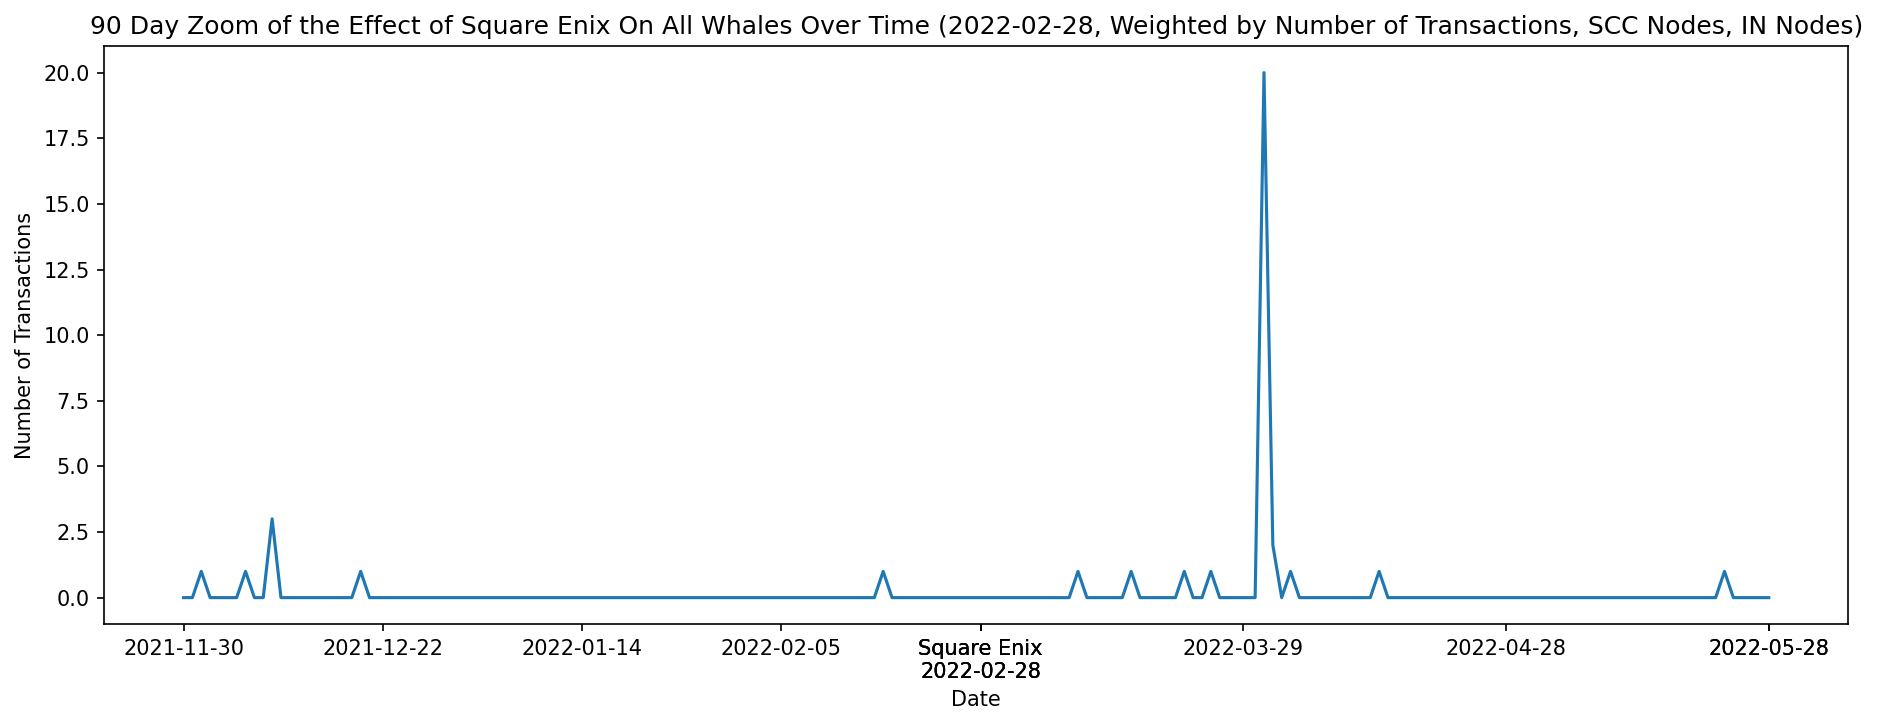 90 Day Zoom of the Effect of Square Enix On All Whales Over Time (2022-02-28, Weighted by Number of Transactions, SCC Nodes, IN Nodes)
20.0
17.5
15.0
12.5
10.0
7.5
5.0
2.5
0.0
Number of Transactions
2021-11-30 2021-12-22 2022-01-14 2022-02-05 Square Enix 2022-03-29 2022-04-28 2022-05-28
2022-02-28
Date